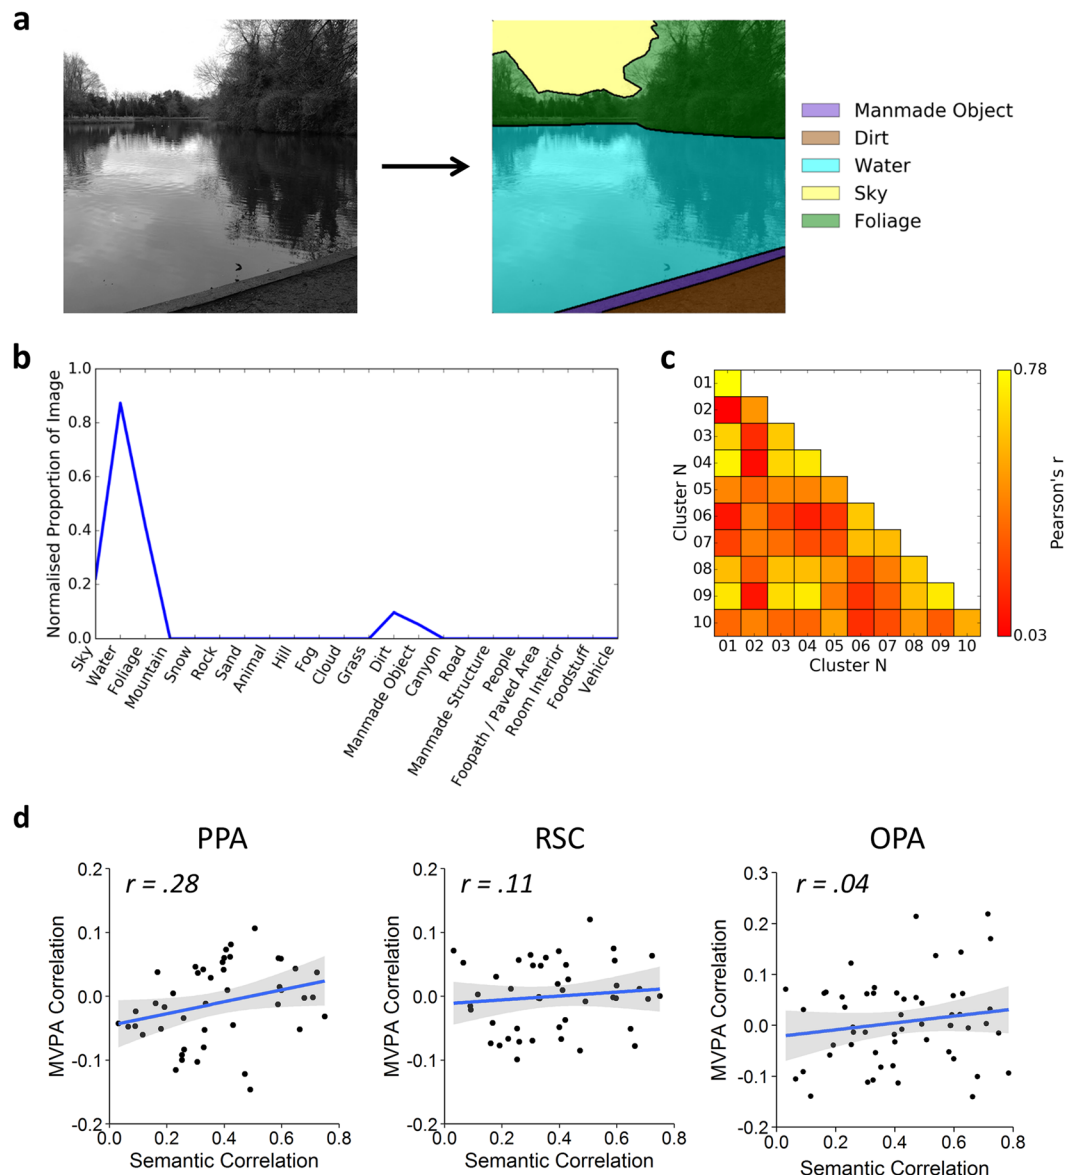 a
Manmade Object
Dirt
Water
Sky
Foliage
b
Normalised Proportion of Image
1.0
0.8
0.6
0.4
0.2
0.0
Sky
Water
Foliage
Mountain
Snow
Rock
Sand
Animal
Hill
Fog
Cloud
Grass
Dirt
Manmade Object
Canyon
Road
Manmade Structure
People
Foopath / Paved Area
Room Interior
Foodstuff
Vehicle
c
Cluster N
01
02
03
04
05
06
07
08
09
10
01 02 03 04 05 06 07 08 09 10
Cluster N
0.78
0.03
Pearson's r
d
PPA
r = .28
MVPA Correlation
0.2
0.1
0.0
-0.1
-0.2
0.0 0.2 0.4 0.6 0.8
Semantic Correlation
RSC
r = .11
MVPA Correlation
0.2
0.1
0.0
-0.1
-0.2
0.0 0.2 0.4 0.6 0.8
Semantic Correlation
OPA
r = .04
MVPA Correlation
0.3
0.2
0.1
0.0
-0.1
-0.2
0.0 0.2 0.4 0.6 0.8
Semantic Correlation